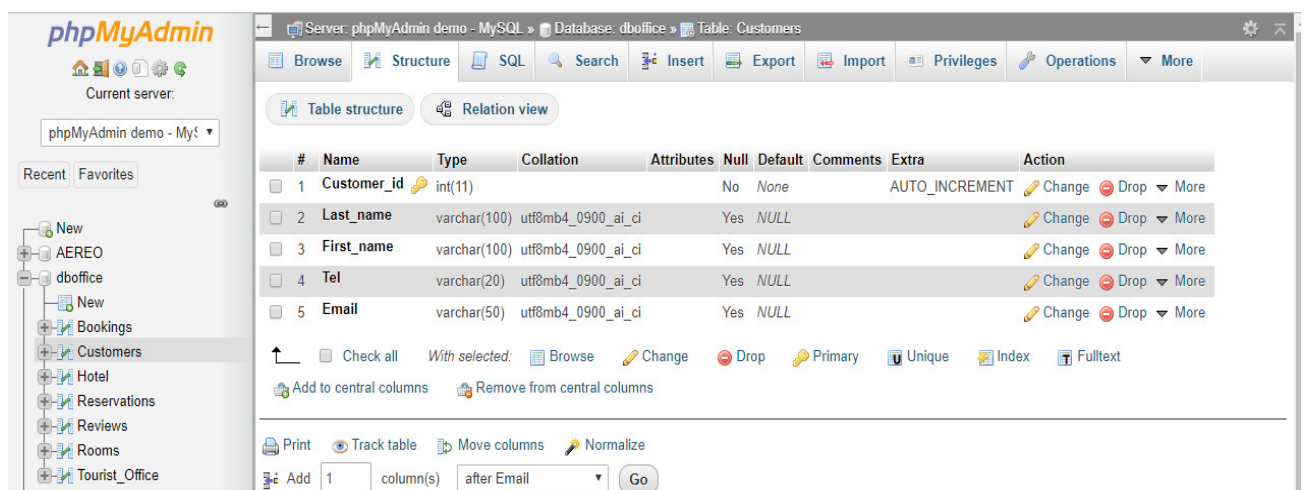 phpMyAdmin
Current server:
phpMyAdmin demo - MyS
Recent Favorites
New
AEREO
dboffice
New
Bookings
Customers
Hotel
Reservations
Reviews
Rooms
Tourist_Office
Server: phpMyAdmin demo - MySQL » Database: dboffice » Table: Customers
Browse Structure SQL Search Insert Export Import Privileges Operations More
Table structure Relation view
# Name Type Collation Attributes Null Default Comments Extra Action
1 Customer_id int(11) No None AUTO_INCREMENT Change Drop More
2 Last_name varchar(100) utf8mb4_0900_ai_ci Yes NULL Change Drop More
3 First_name varchar(100) utf8mb4_0900_ai_ci Yes NULL Change Drop More
4 Tel varchar(20) utf8mb4_0900_ai_ci Yes NULL Change Drop More
5 Email varchar(50) utf8mb4_0900_ai_ci Yes NULL Change Drop More
Check all With selected: Browse Change Drop Primary Unique Index Fulltext
Add to central columns Remove from central columns
Print Track table Move columns Normalize
Add 1 column(s) after Email Go